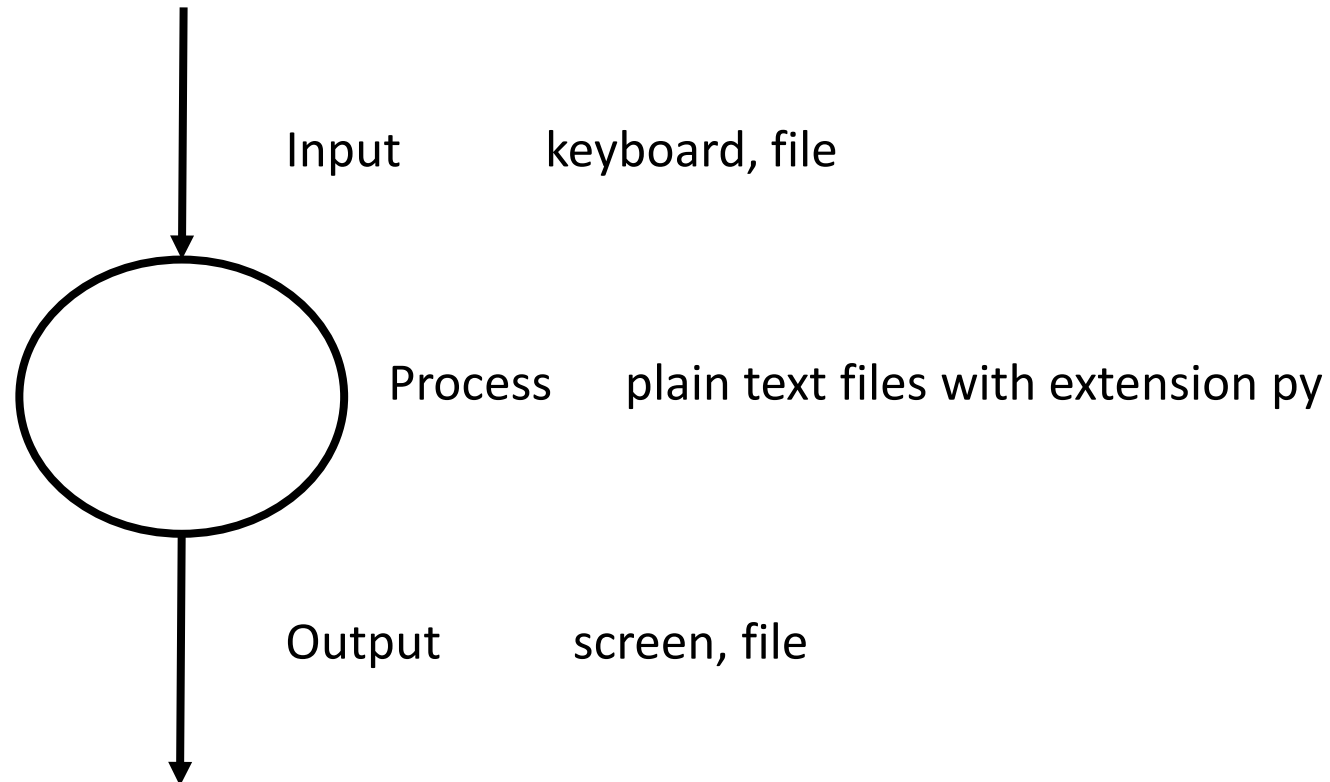 Input keyboard, file
Process plain text files with extension py
Output screen, file